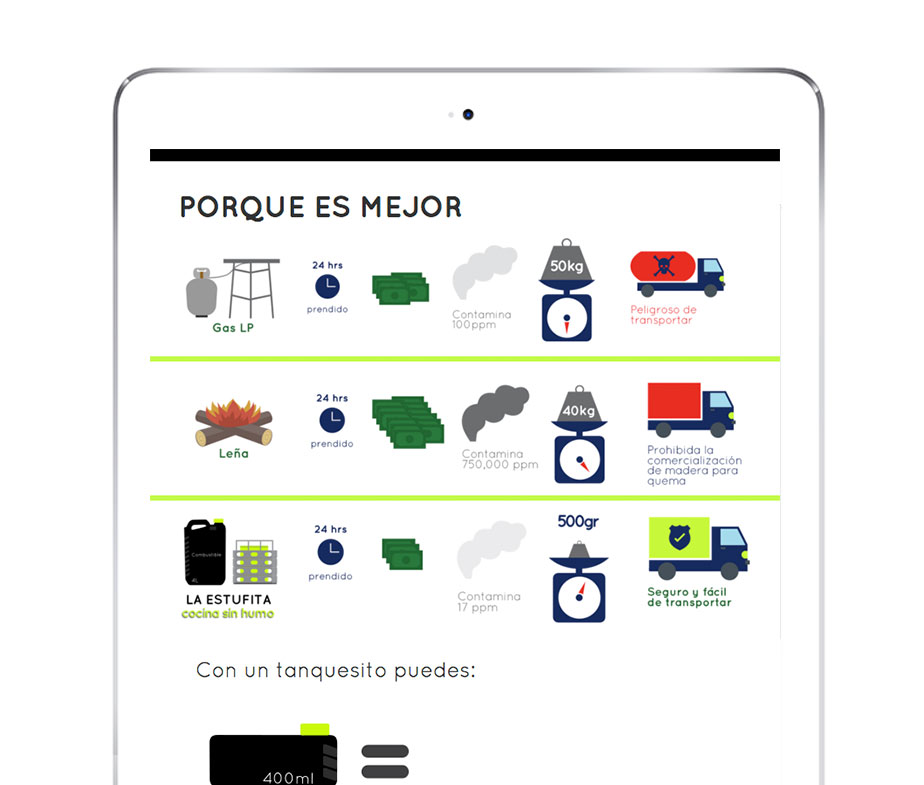 PORQUE ES MEJOR
24 hrs
prendido
Gas LP
Contamina
100ppm
50kg
Peligroso de
transportar
24 hrs
prendido
Leña
Contamina
750,000 ppm
40kg
Prohibida la
comercialización
de madera para
quema
Combustible
4L
LA ESTUFITA
cocina sin humo
24 hrs
prendido
Contamina
17 ppm
500gr
Seguro y fácil
de transportar
Con un tanquesito puedes:
400ml